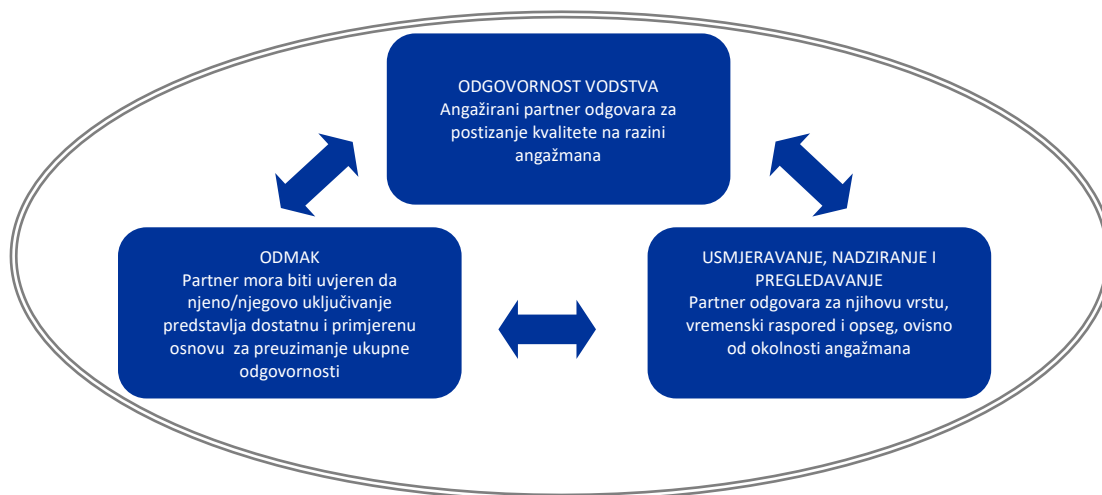 ODGOVORNOST VODSTVA
Angažirani partner odgovara za
postizanje kvalitete na razini
angažmana
ODMAK
Partner mora biti uvjeren da
njeno/njegovo uključivanje
predstavlja dostatnu i primjerenu
osnovu za preuzimanje ukupne
odgovornosti
USMJERAVANJE, NADZIRANJE I
PREGLEDAVANJE
Partner odgovara za njihovu vrstu,
vremenski raspored i opseg, ovisno
od okolnosti angažmana